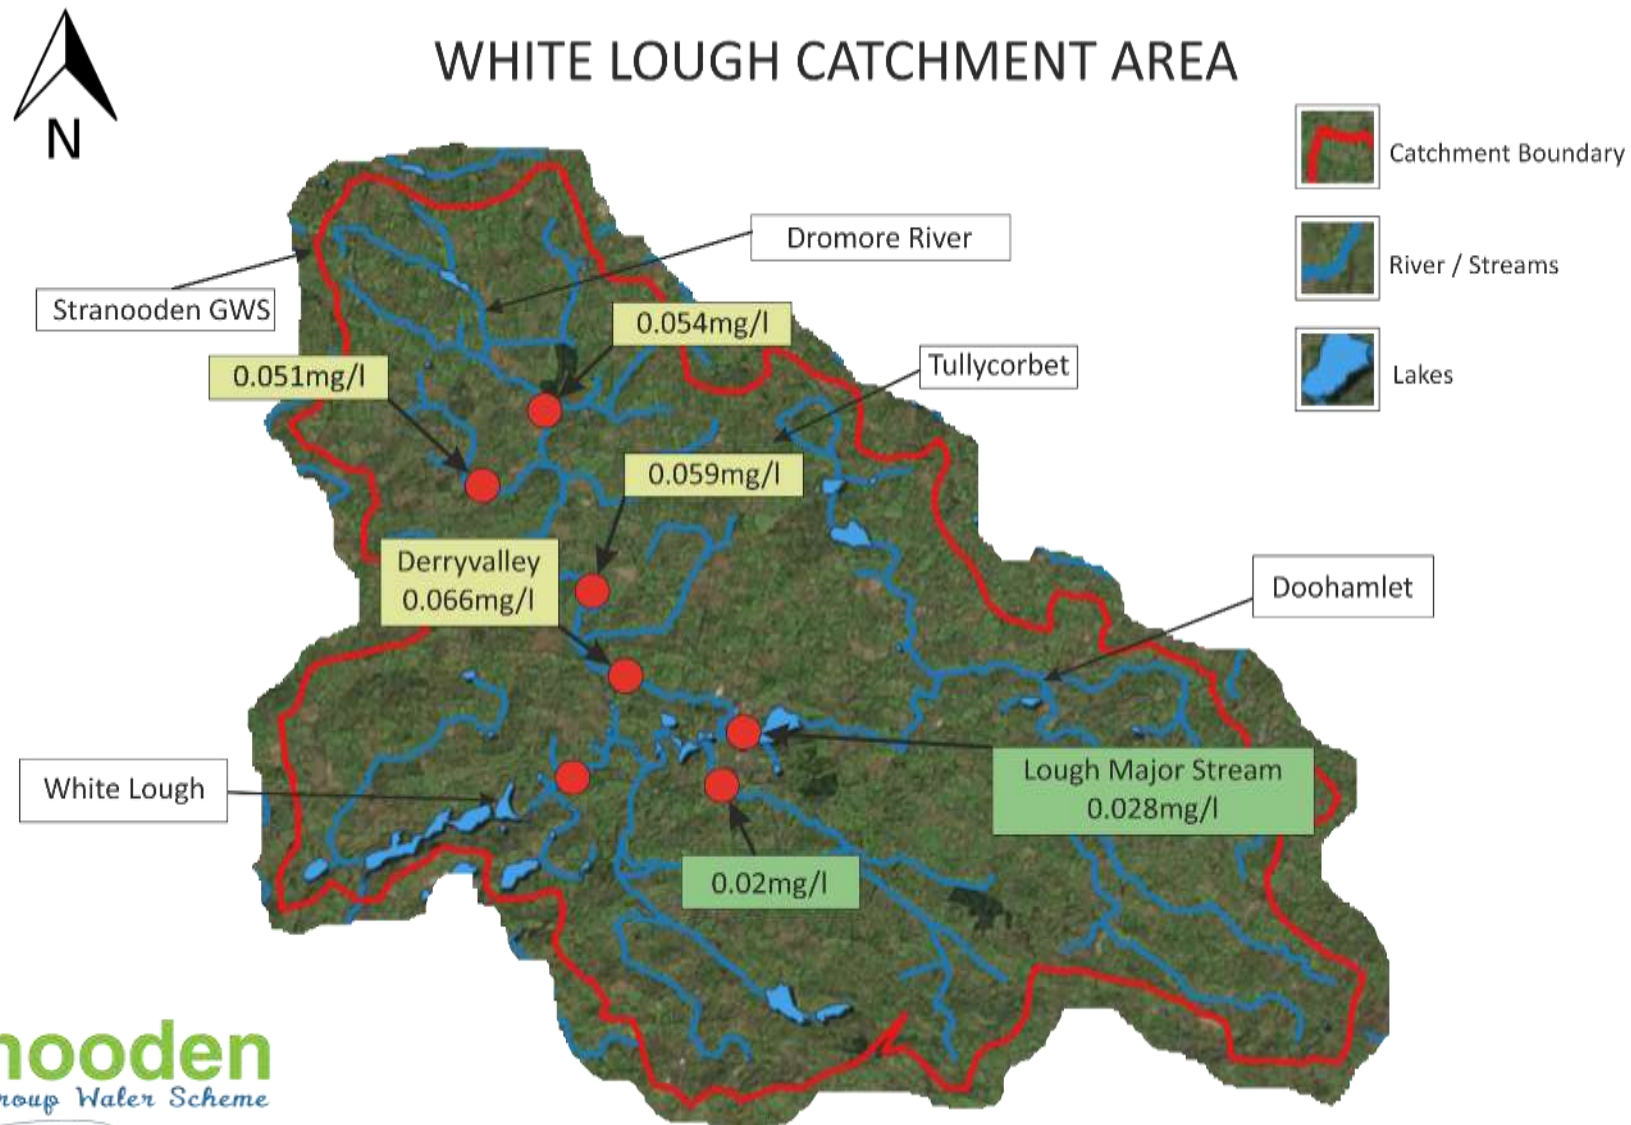 WHITE LOUGH CATCHMENT AREA
N
Catchment Boundary
River / Streams
Lakes
Dromore River
Stranooden GWS
0.054mg/l
0.051mg/l
Tullycorbet
0.059mg/l
Derryvalley
0.066mg/l
Doohamlet
White Lough
Lough Major Stream
0.028mg/l
0.02mg/l
nooden
roup Water Scheme